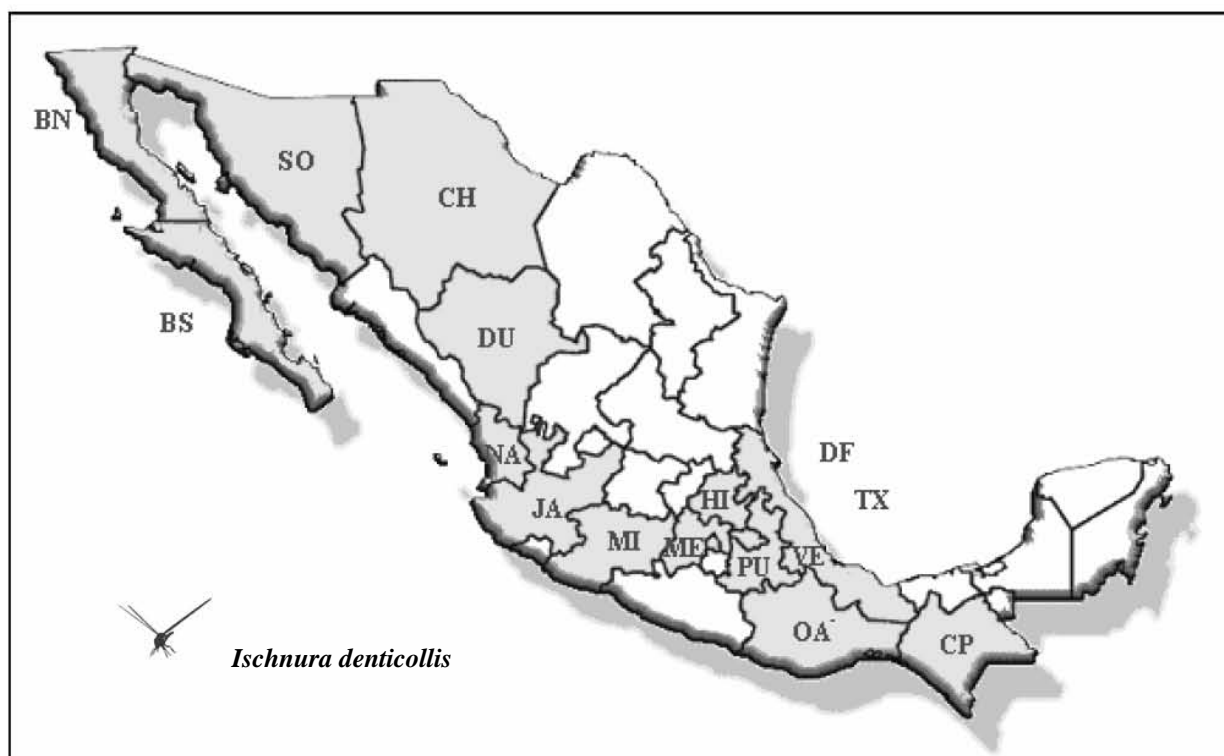 BN
SO
CH
BS
DU
NA
DF
TX
JA
HI
MI
ME
PU
VE
OA
CP
Ischnura denticollis